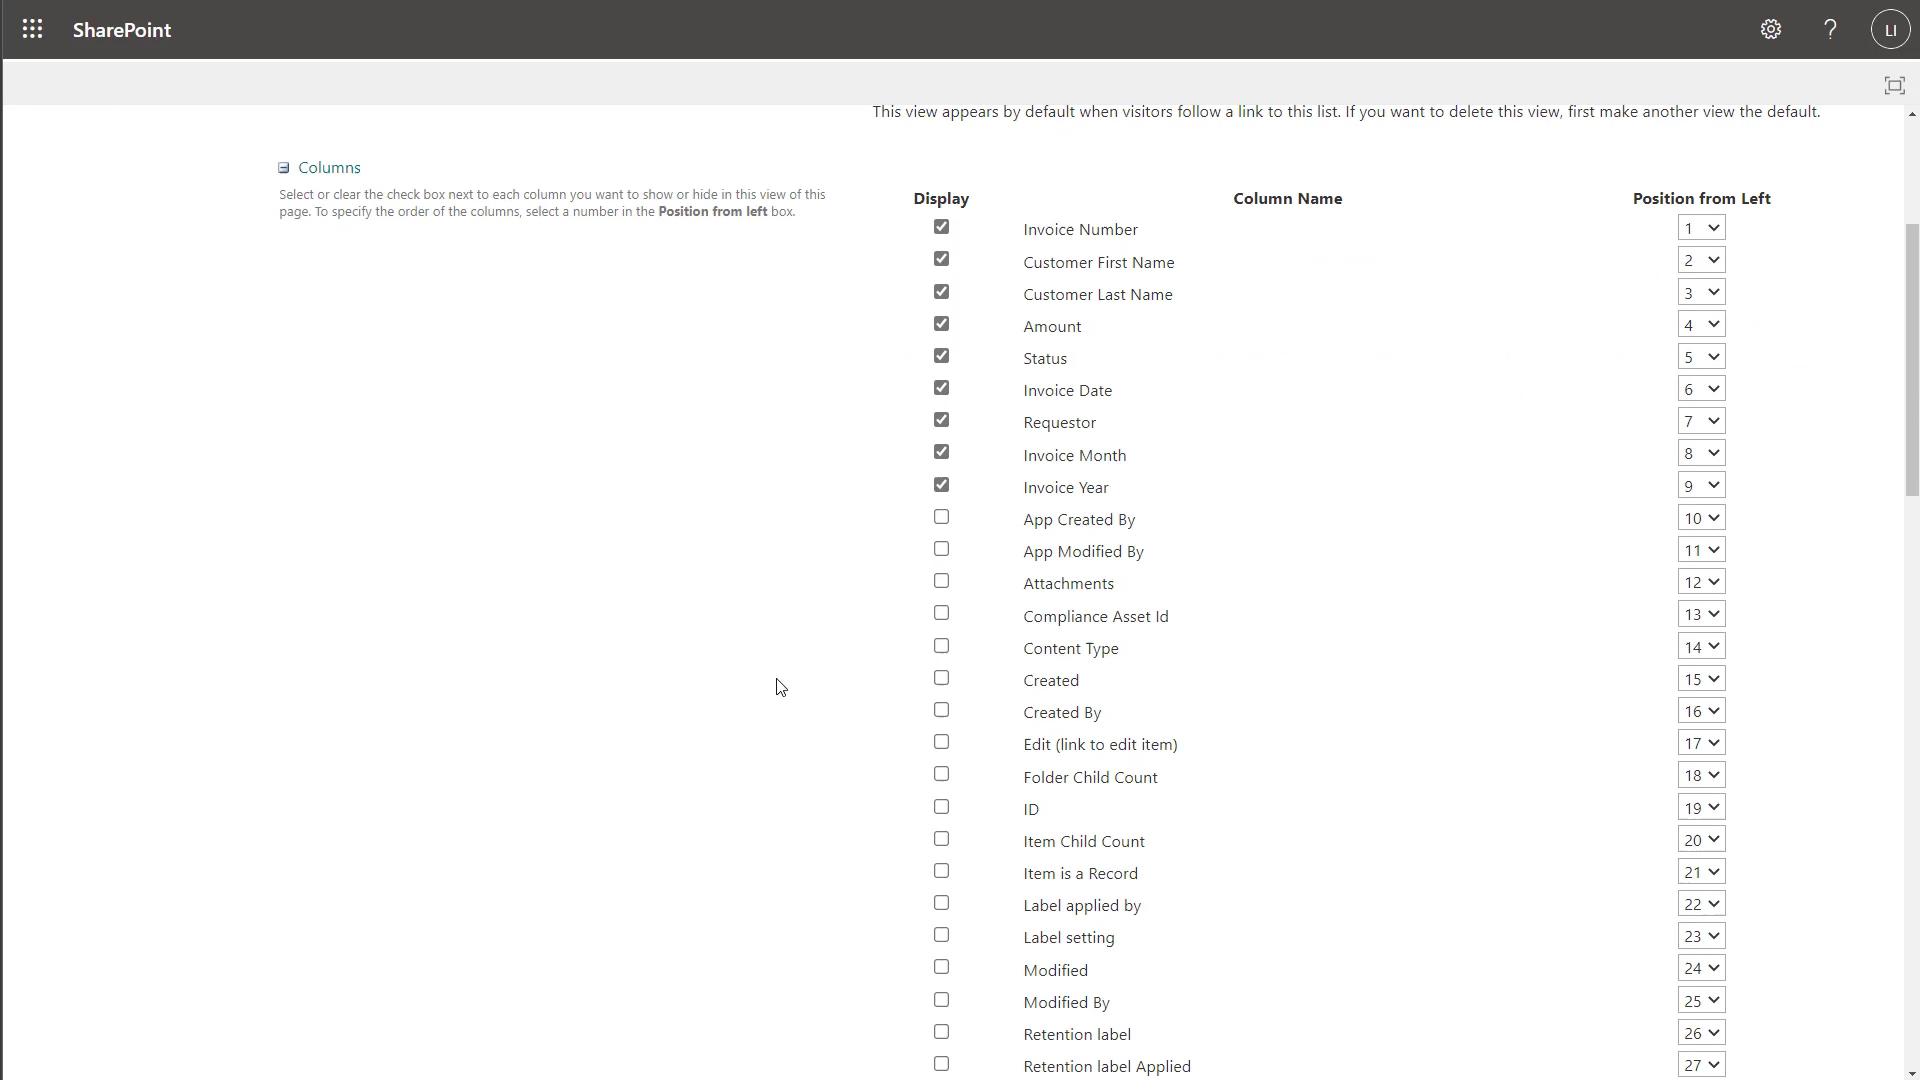 SharePoint
?
LI
This view appears by default when visitors follow a link to this list. If you want to delete this view, first make another view the default.
Columns
Select or clear the check box next to each column you want to show or hide in this view of this
page. To specify the order of the columns, select a number in the Position from left box.
Display Column Name Position from Left
Invoice Number 1
Customer First Name 2
Customer Last Name 3
Amount 4
Status 5
Invoice Date 6
Requestor 7
Invoice Month 8
Invoice Year 9
App Created By 10
App Modified By 11
Attachments 12
Compliance Asset Id 13
Content Type 14
Created 15
Created By 16
Edit (link to edit item) 17
Folder Child Count 18
ID 19
Item Child Count 20
Item is a Record 21
Label applied by 22
Label setting 23
Modified 24
Modified By 25
Retention label 26
Retention label Applied 27